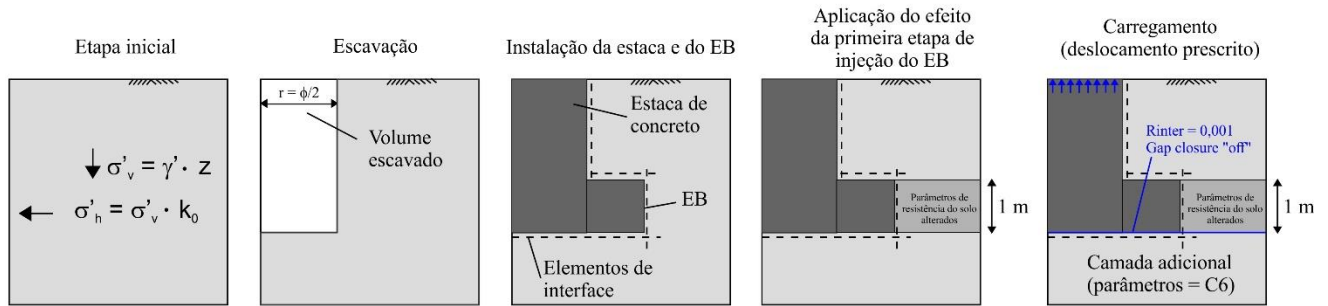 Etapa inicial
σ'v = γ' · z
σ'h = σ'v · k0
Escavação
r = ϕ/2
Volume
escavado
Instalação da estaca e do EB
Estaca de
concreto
EB
Elementos de
interface
Aplicação do efeito
da primeira etapa de
injeção do EB
Parâmetros de
resistência do solo
alterados
1 m
Carregamento
(deslocamento prescrito)
Rinter = 0,001
Gap closure "off"
Parâmetros de
resistência do solo
alterados
1 m
Camada adicional
(parâmetros = C6)